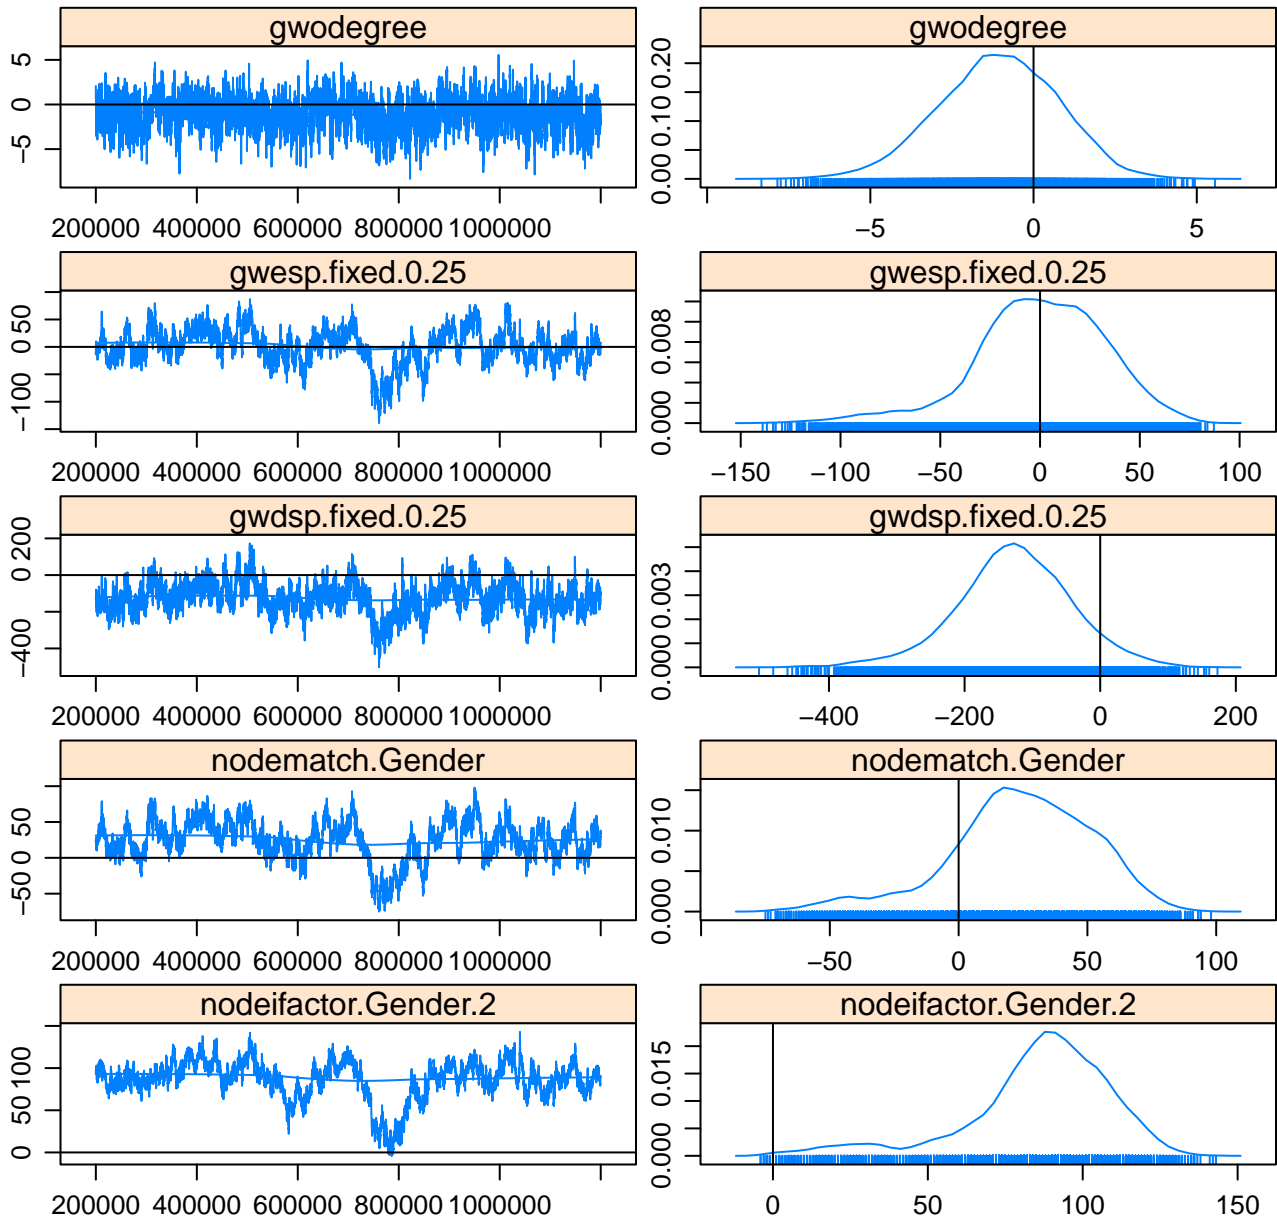 gwodegree
gwodegree
5
0
−5
200000 400000 600000 800000 1000000
0.00 0.10 0.20
−5 0 5
gwesp.fixed.0.25
gwesp.fixed.0.25
−100 0 50
200000 400000 600000 800000 1000000
0.000 0.008
−150 −100 −50 0 50 100
gwdsp.fixed.0.25
gwdsp.fixed.0.25
−400 0 200
200000 400000 600000 800000 1000000
0.000 0.003
−400 −200 0 200
nodematch.Gender
nodematch.Gender
−50 0 50
200000 400000 600000 800000 1000000
0.000 0.010
−50 0 50 100
nodeifactor.Gender.2
nodeifactor.Gender.2
0 50 100
200000 400000 600000 800000 1000000
0.000 0.015
0 50 100 150